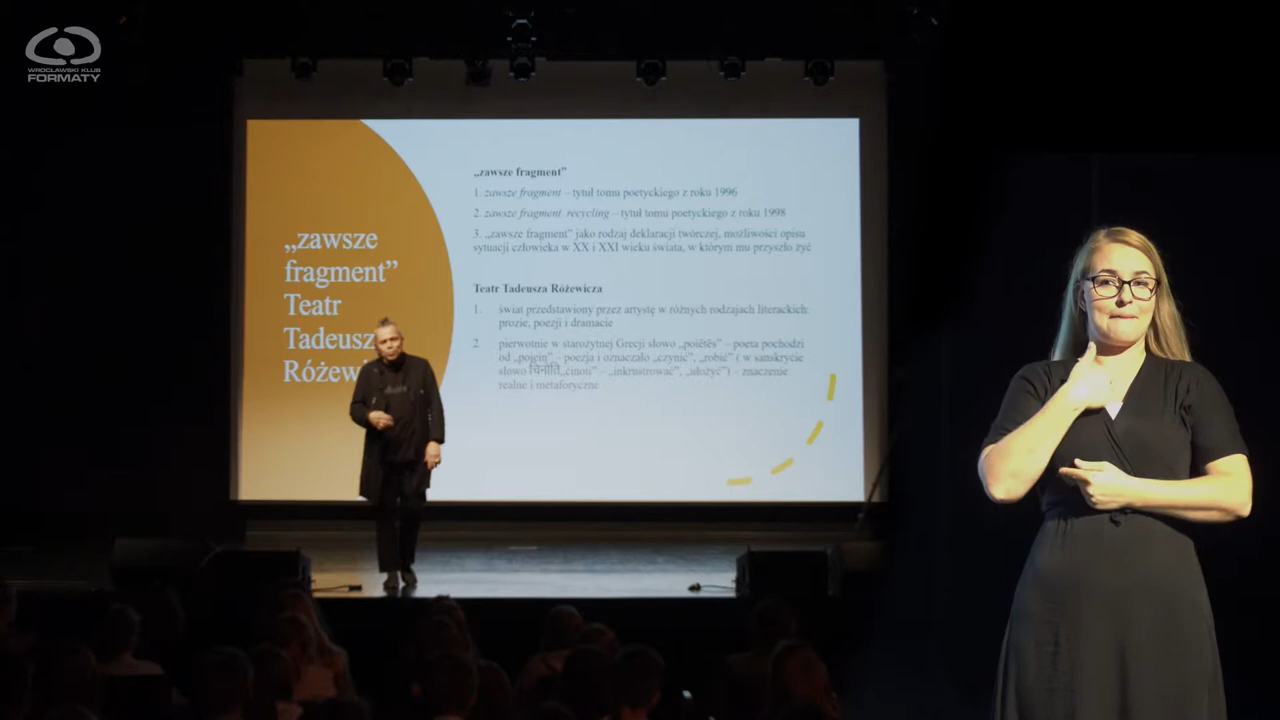 WROCŁAWSKI KLUB
FORMATY
„zawsze
fragment”
Teatr
Tadeusz
Różew
„zawsze fragment”
1. zawsze fragment – tytuł tomu poetyckiego z roku 1996
2. zawsze fragment recycling – tytuł tomu poetyckiego z roku 1998
3. „zawsze fragment” jako rodzaj deklaracji twórczej, możliwości opisu
sytuacji człowieka w XX i XXI wieku świata, w którym mu przyszło żyć
Teatr Tadeusza Różewicza
1. świat przedstawiony przez artystę w różnych rodzajach literackich:
prozie, poezji i dramacie
2. pierwotnie w starożytnej Grecji słowo „poiētēs” – poeta pochodzi
od „pojein” – poezja i oznaczało „czynić”, „robić” ( w sanskrycie
słowo चिनोति „cinoti” – „inkrustrować”, „ułożyć”) – znaczenie
realne i metaforyczne